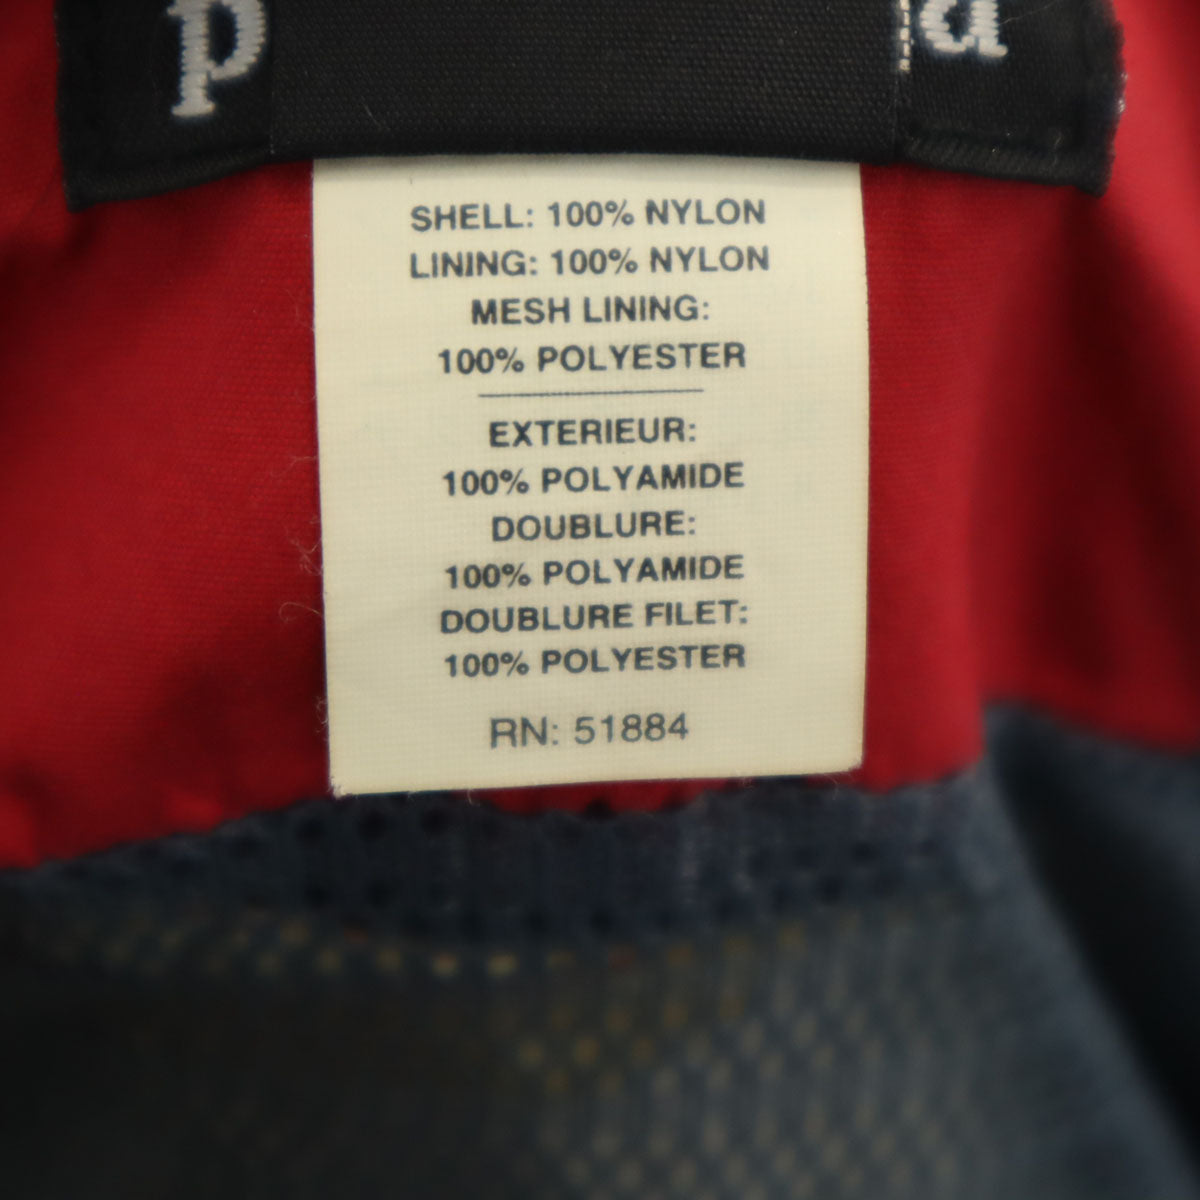 p a
SHELL: 100% NYLON
LINING: 100% NYLON
MESH LINING:
100% POLYESTER
EXTERIEUR:
100% POLYAMIDE
DOUBLURE:
100% POLYAMIDE
DOUBLURE FILET:
100% POLYESTER
RN: 51884